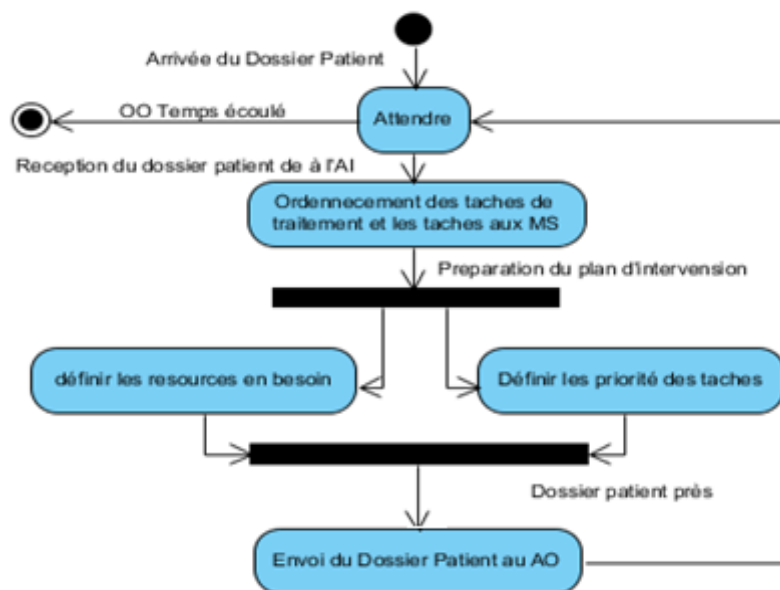 Arrivée du Dossier Patient
OO Temps écoulé
Attendre
Reception du dossier patient de à l'AI
Ordennecement des taches de
traitement et les taches aux MS
Preparation du plan d'intervension
définir les resources en besoin
Définir les priorité des taches
Dossier patient près
Envoi du Dossier Patient au AO